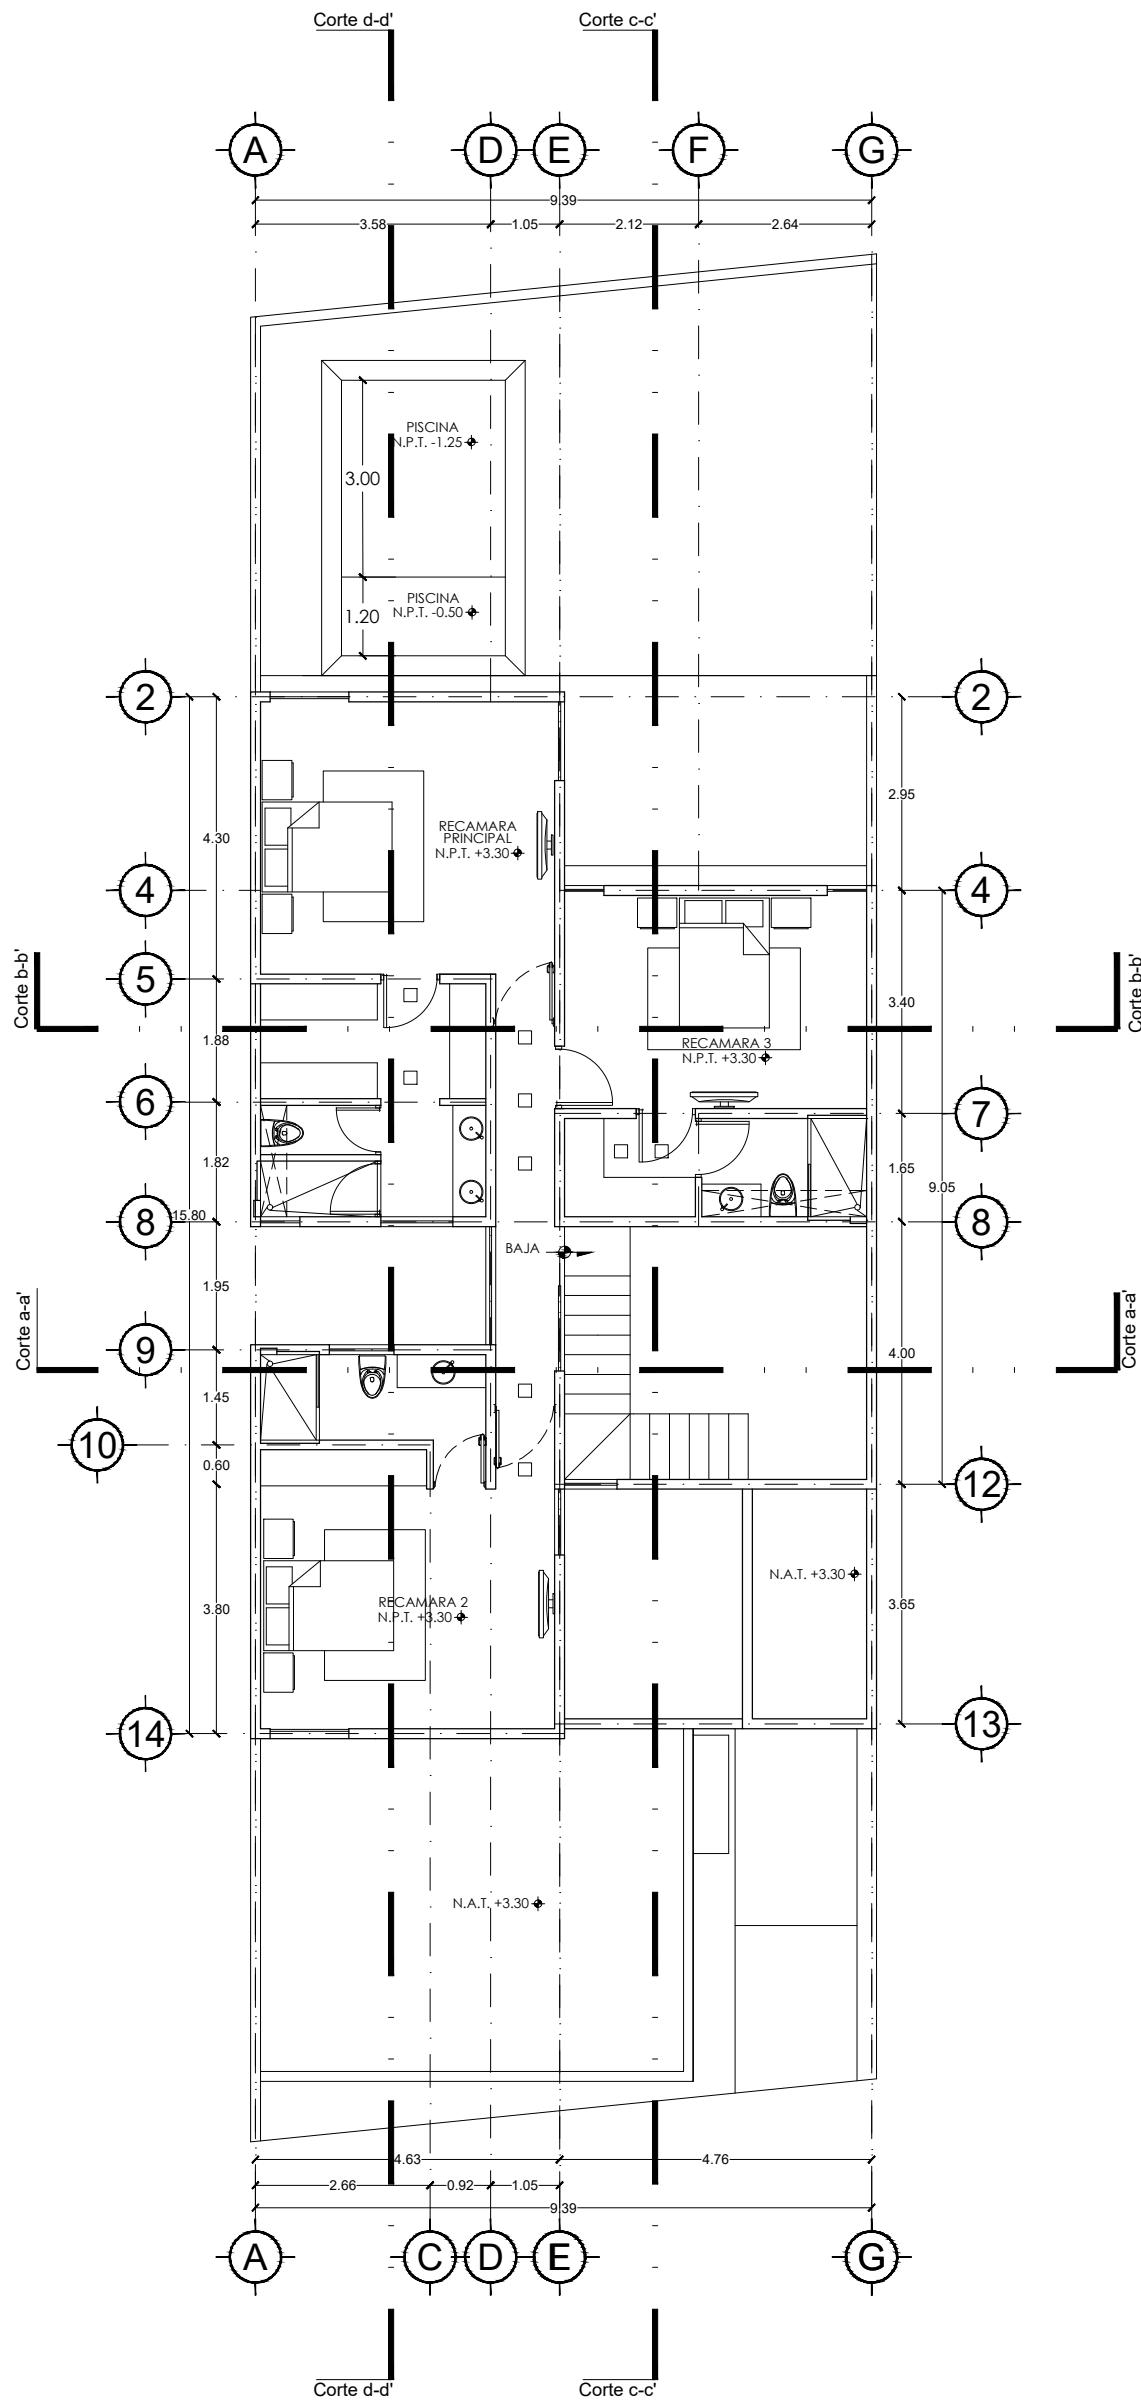 Corte d-d'
Corte c-c'
A
D
E
F
G
9.39
3.58
1.05
2.12
2.64
PISCINA
N.P.T. -1.25
3.00
PISCINA
N.P.T. -0.50
1.20
2
2
2.95
4.30
RECAMARA
PRINCIPAL
N.P.T. +3.30
4
4
5
Corte b-b'
Corte b-b'
3.40
1.88
RECAMARA 3
N.P.T. +3.30
6
7
1.82
1.65
9.05
8
15.80
8
BAJA
1.95
Corte a-a'
Corte a-a'
9
4.00
1.45
10
0.60
12
N.A.T. +3.30
3.80
RECAMARA 2
N.P.T. +3.30
3.65
14
13
N.A.T. +3.30
4.63
4.76
2.66
0.92
1.05
9.39
A
C
D
E
G
Corte d-d'
Corte c-c'